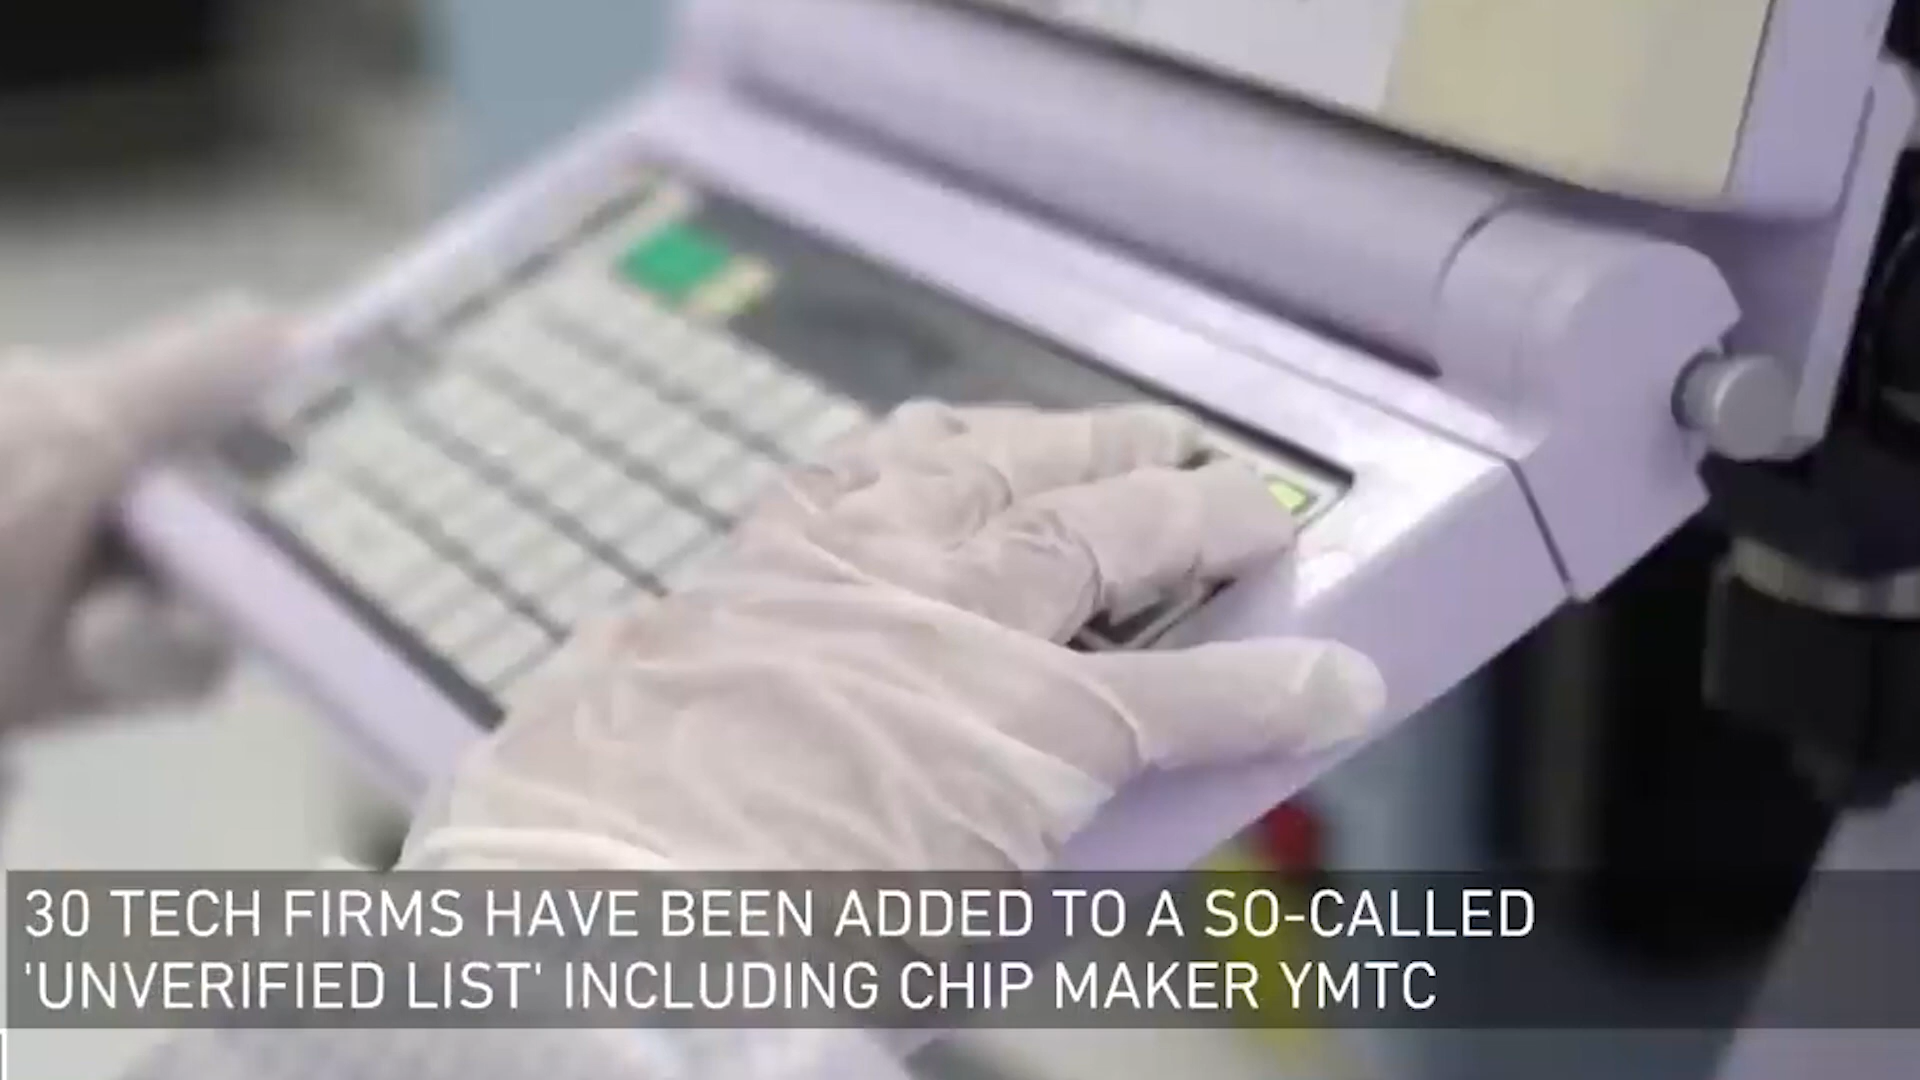 30 TECH FIRMS HAVE BEEN ADDED TO A SO-CALLED
'UNVERIFIED LIST' INCLUDING CHIP MAKER YMTC